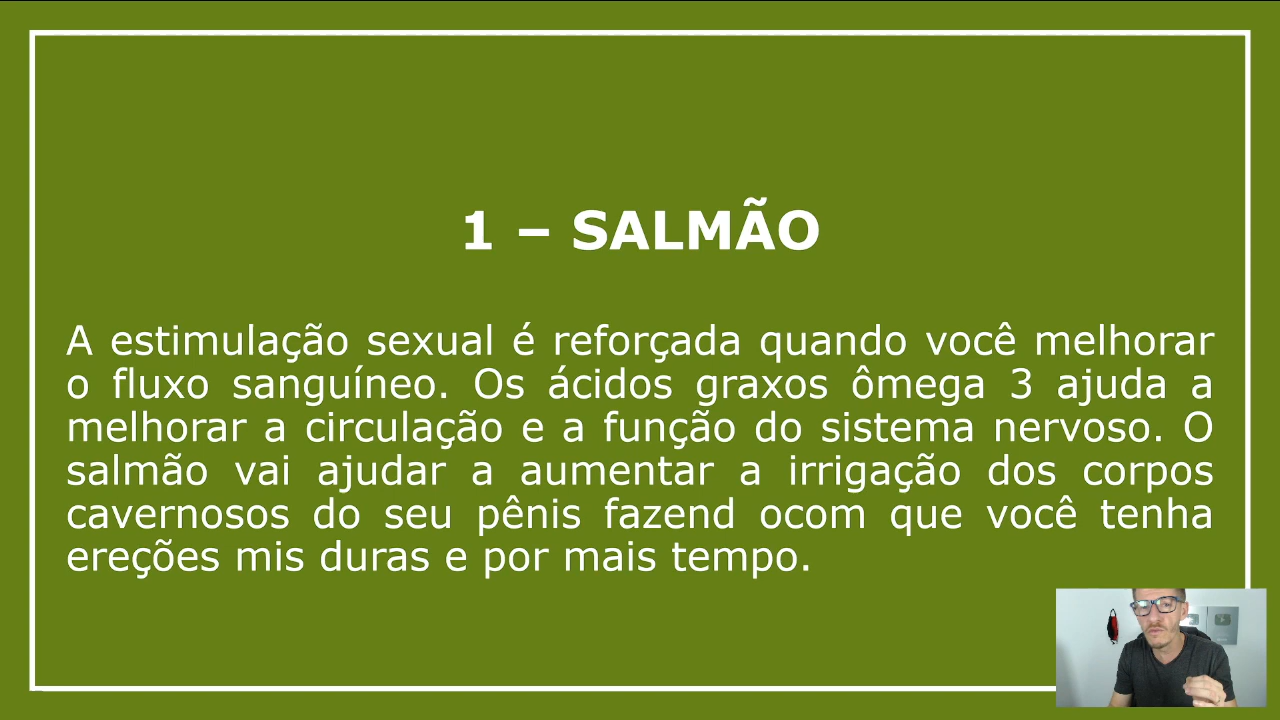 1 – SALMÃO
A estimulação sexual é reforçada quando você melhorar
o fluxo sanguíneo. Os ácidos graxos ômega 3 ajuda a
melhorar a circulação e a função do sistema nervoso. O
salmão vai ajudar a aumentar a irrigação dos corpos
cavernosos do seu pênis fazend ocom que você tenha
ereções mis duras e por mais tempo.